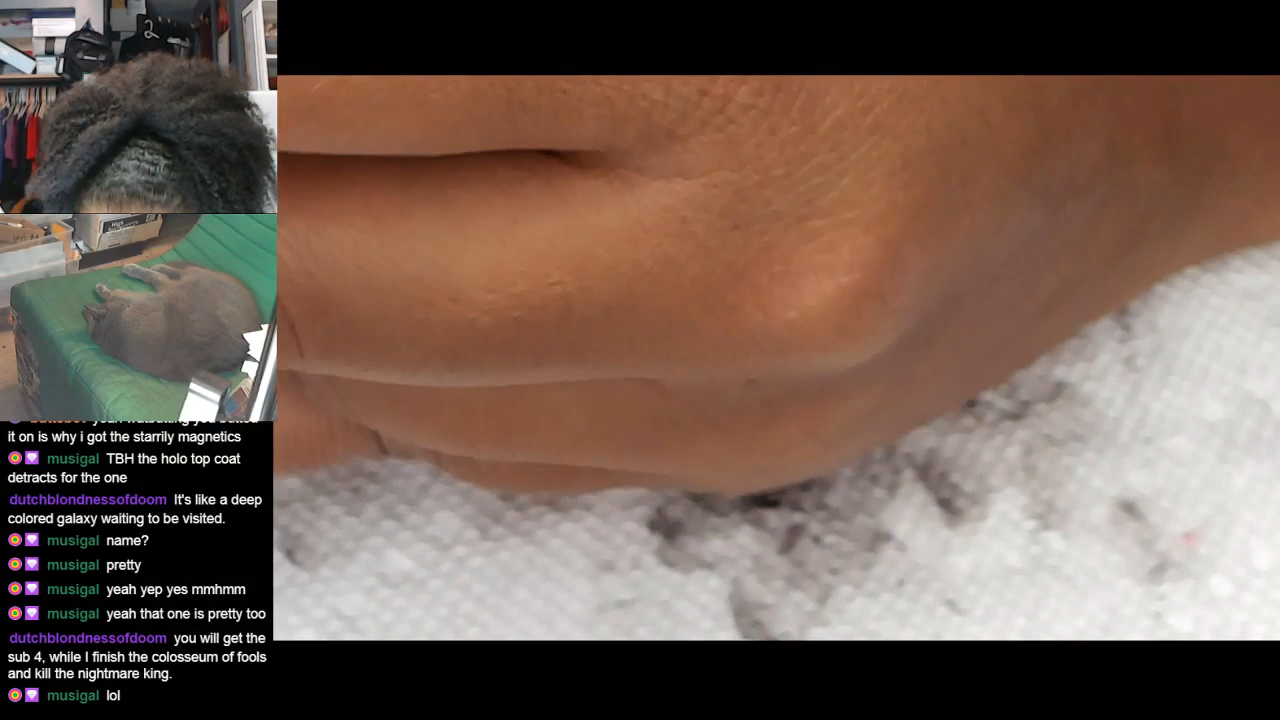 High
2
it on is why i got the starrily magnetics
musigal TBH the holo top coat
detracts for the one
dutchblondnessofdoom It's like a deep
colored galaxy waiting to be visited.
musigal name?
musigal pretty
musigal yeah yep yes mmhmm
musigal yeah that one is pretty too
dutchblondnessofdoom you will get the
sub 4, while I finish the colosseum of fools
and kill the nightmare king.
musigal lol